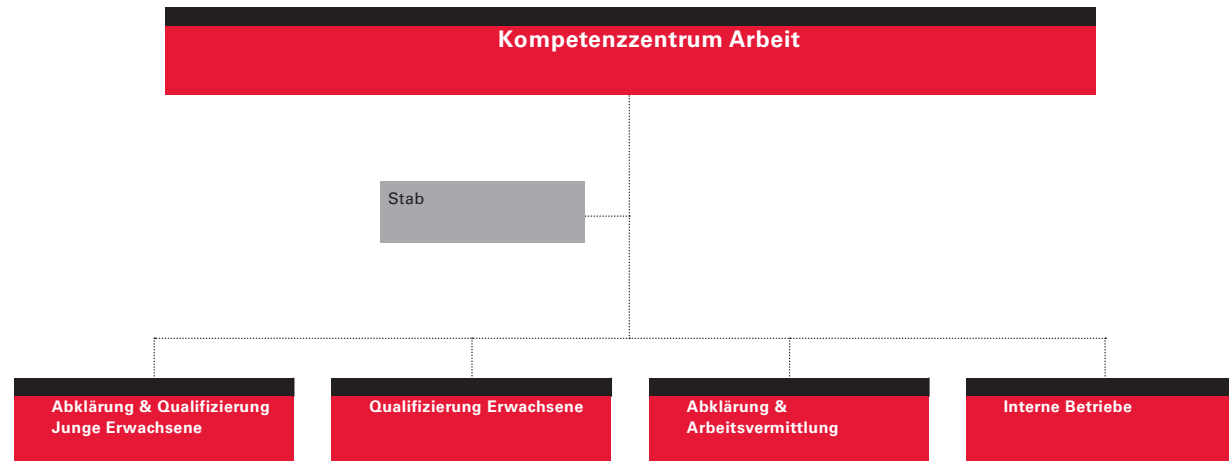 Kompetenzzentrum Arbeit
Stab
Abklärung & Qualifizierung
Junge Erwachsene
Qualifizierung Erwachsene
Abklärung &
Arbeitsvermittlung
Interne Betriebe